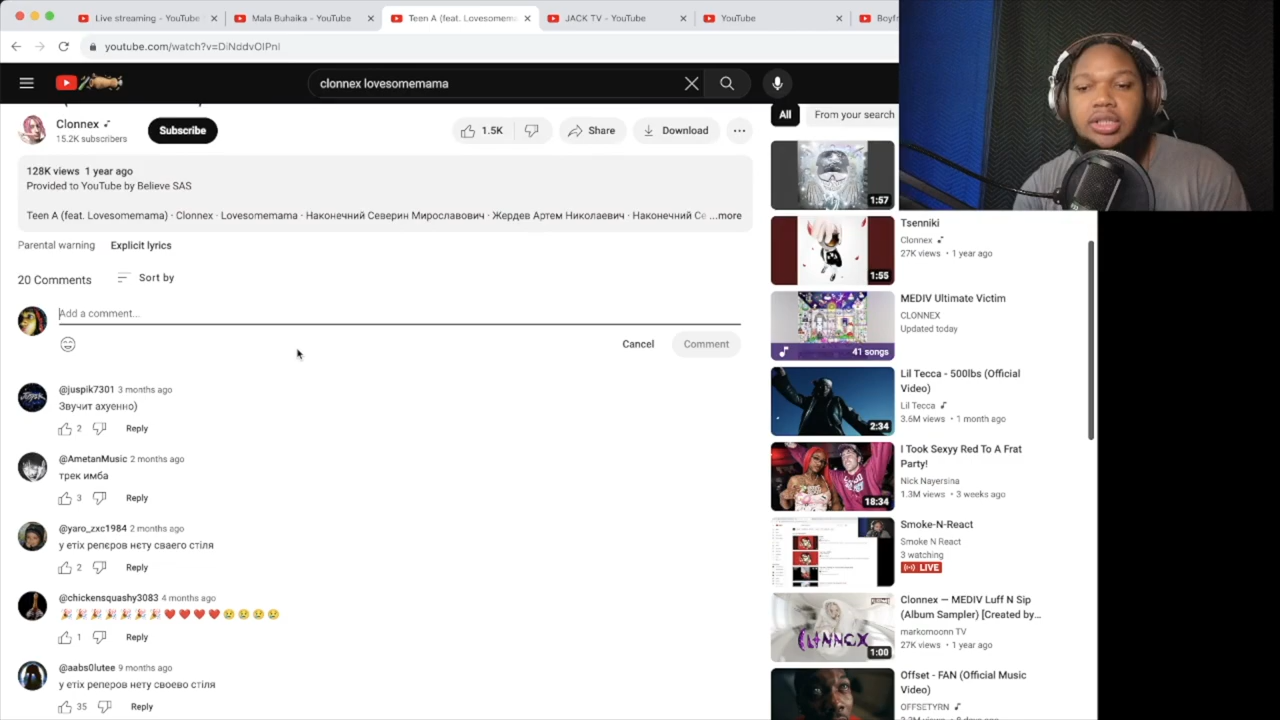 Live streaming - YouTube
Mala Buhaika - YouTube
Teen A (feat. Lovesomemam
JACK TV - YouTube
YouTube
Boyfr
youtube.com/watch?v=DiNddvOlPnI
clonnex lovesomemama
Clonnex
15.2K subscribers
Subscribe
1.5K
Share
Download
All
From your search
128K views 1 year ago
Provided to YouTube by Believe SAS
Teen A (feat. Lovesomemama) · Clonnex · Lovesomemama · Наконечний Северин Мирославович · Жердев Артем Николаевич · Наконечний Се ...more
Parental warning Explicit lyrics
20 Comments
Sort by
Add a comment...
Cancel
Comment
@juspik7301 3 months ago
Звучит ахуенно)
2
Reply
@AmetanMusic 2 months ago
трек имба
3
Reply
@yaro_zxc1984 2 months ago
у етіх реперов нєту сваего стіля
2
Reply
@chickensquashy3083 4 months ago
🎉🎉🎉🎉🎉🎉🎉❤❤❤❤😢😢😢😢
1
Reply
@aabs0lutee 9 months ago
у етіх реперов нету своево стіля
35
Reply
1:57
Tsenniki
Clonnex
27K views • 1 year ago
1:55
MEDIV Ultimate Victim
CLONNEX
Updated today
41 songs
Lil Tecca - 500lbs (Official
Video)
Lil Tecca
3.6M views • 1 month ago
2:34
I Took Sexyy Red To A Frat
Party!
Nick Nayersina
1.3M views • 3 weeks ago
18:34
Smoke-N-React
Smoke N React
3 watching
LIVE
Clonnex — MEDIV Luff N Sip
(Album Sampler) [Created by...
markomoonn TV
27K views • 1 year ago
CLONNEX
1:00
Offset - FAN (Official Music
Video)
OFFSETYRN